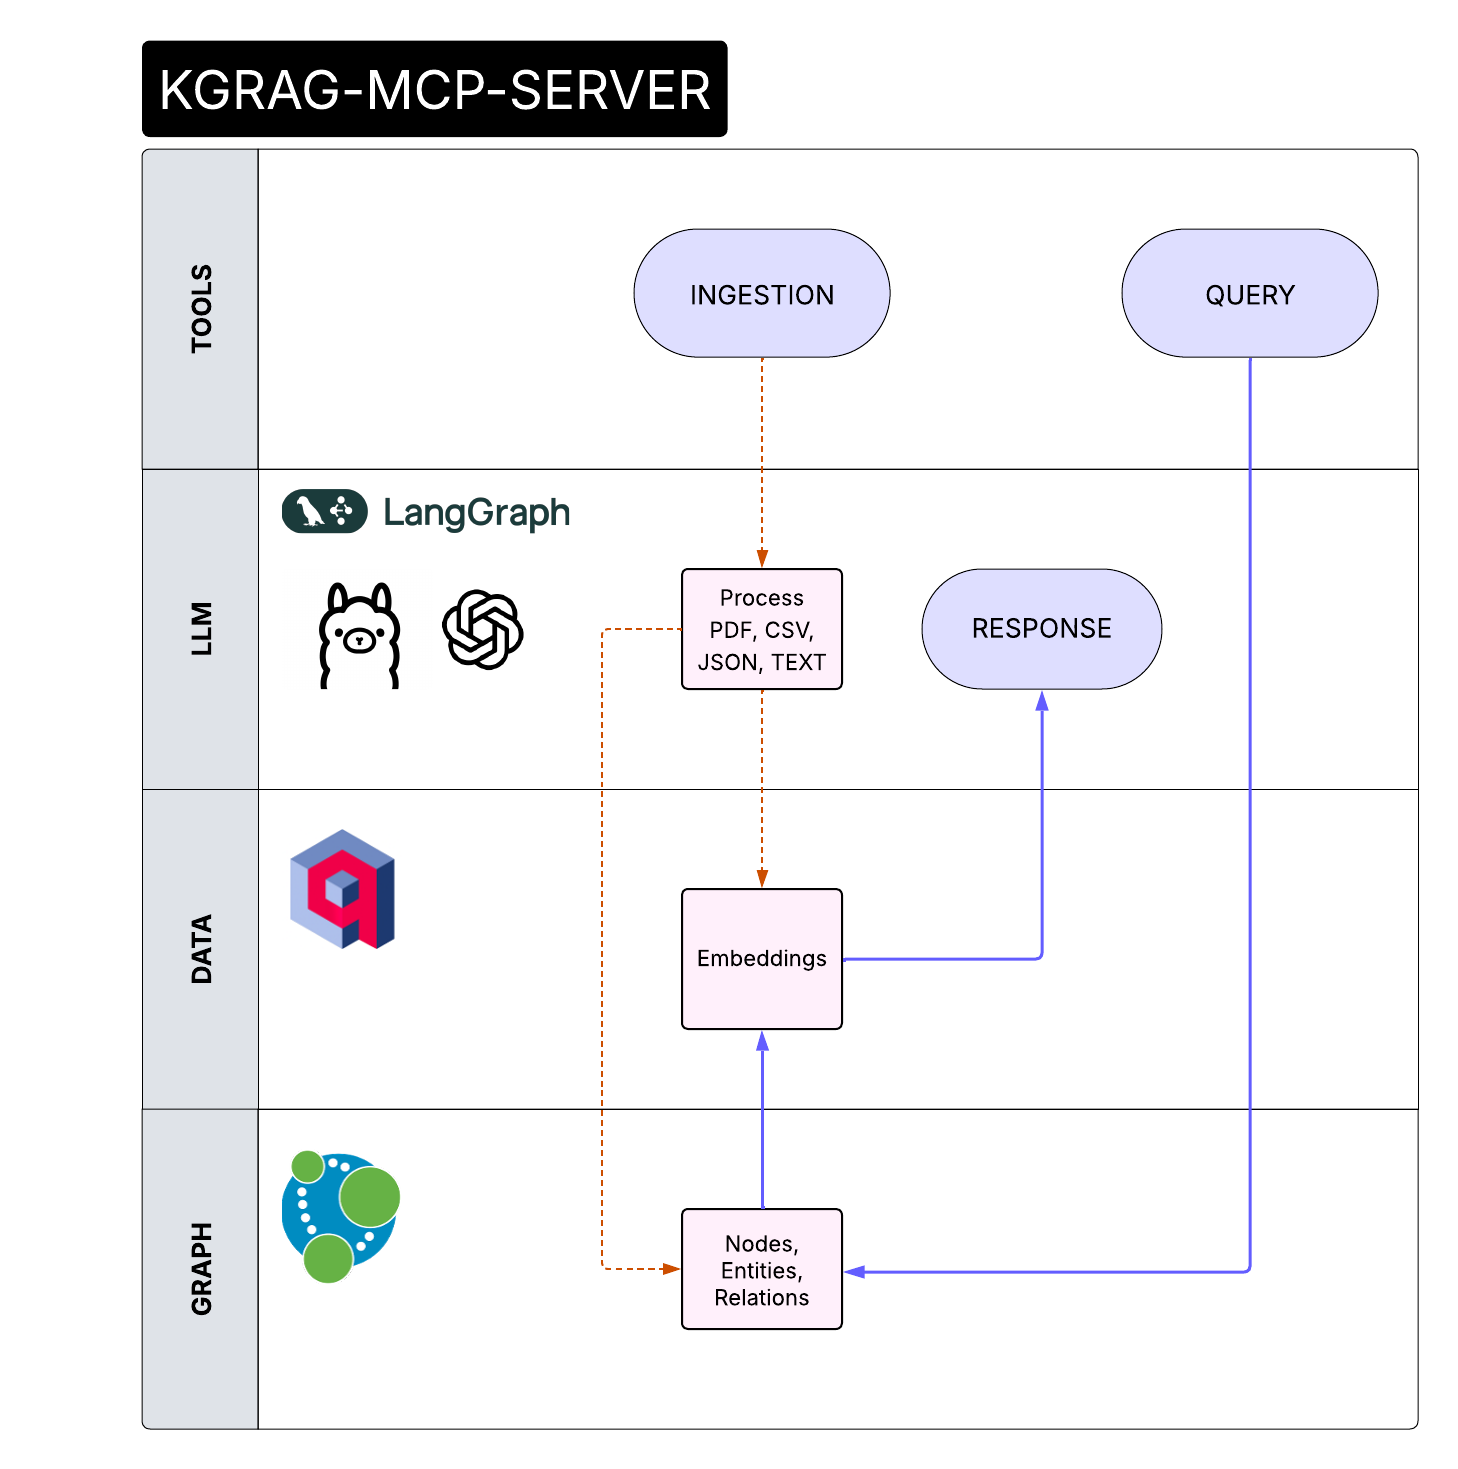 KGRAG-MCP-SERVER
TOOLS
INGESTION
QUERY
LLM
LangGraph
Process
PDF, CSV,
JSON, TEXT
RESPONSE
DATA
Embeddings
GRAPH
Nodes,
Entities,
Relations